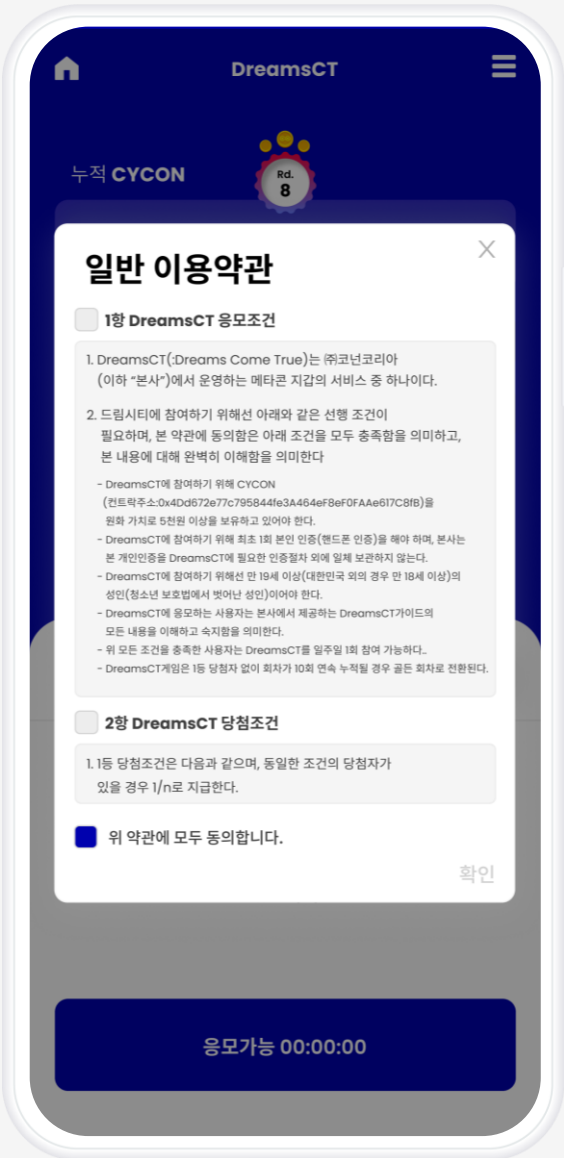 DreamsCT
누적 CYCON
Rd.
8
일반 이용약관
X
1항 DreamsCT 응모조건
1. DreamsCT(:Dreams Come True)는 ㈜코넌코리아
(이하 “본사”)에서 운영하는 메타콘 지갑의 서비스 중 하나이다.
2. 드림시티에 참여하기 위해선 아래와 같은 선행 조건이
필요하며, 본 약관에 동의함은 아래 조건을 모두 충족함을 의미하고,
본 내용에 대해 완벽히 이해함을 의미한다
- DreamsCT에 참여하기 위해 CYCON
(컨트락주소:0x4Dd672e77c795844fe3A464eF8eF0FAAe617C8fB)을
원화 가치로 5천원 이상을 보유하고 있어야 한다.
- DreamsCT에 참여하기 위해 최초 1회 본인 인증(핸드폰 인증)을 해야 하며, 본사는
본 개인인증을 DreamsCT에 필요한 인증절차 외에 일체 보관하지 않는다.
- DreamsCT에 참여하기 위해선 만 19세 이상(대한민국 외의 경우 만 18세 이상)의
성인(청소년 보호법에서 벗어난 성인)이어야 한다.
- DreamsCT에 응모하는 사용자는 본사에서 제공하는 DreamsCT가이드의
모든 내용을 이해하고 숙지함을 의미한다.
- 위 모든 조건을 충족한 사용자는 DreamsCT를 일주일 1회 참여 가능하다..
- DreamsCT게임은 1등 당첨자 없이 회차가 10회 연속 누적될 경우 골든 회차로 전환된다.
2항 DreamsCT 당첨조건
1. 1등 당첨조건은 다음과 같으며, 동일한 조건의 당첨자가
있을 경우 1/n로 지급한다.
위 약관에 모두 동의합니다.
확인
응모가능 00:00:00